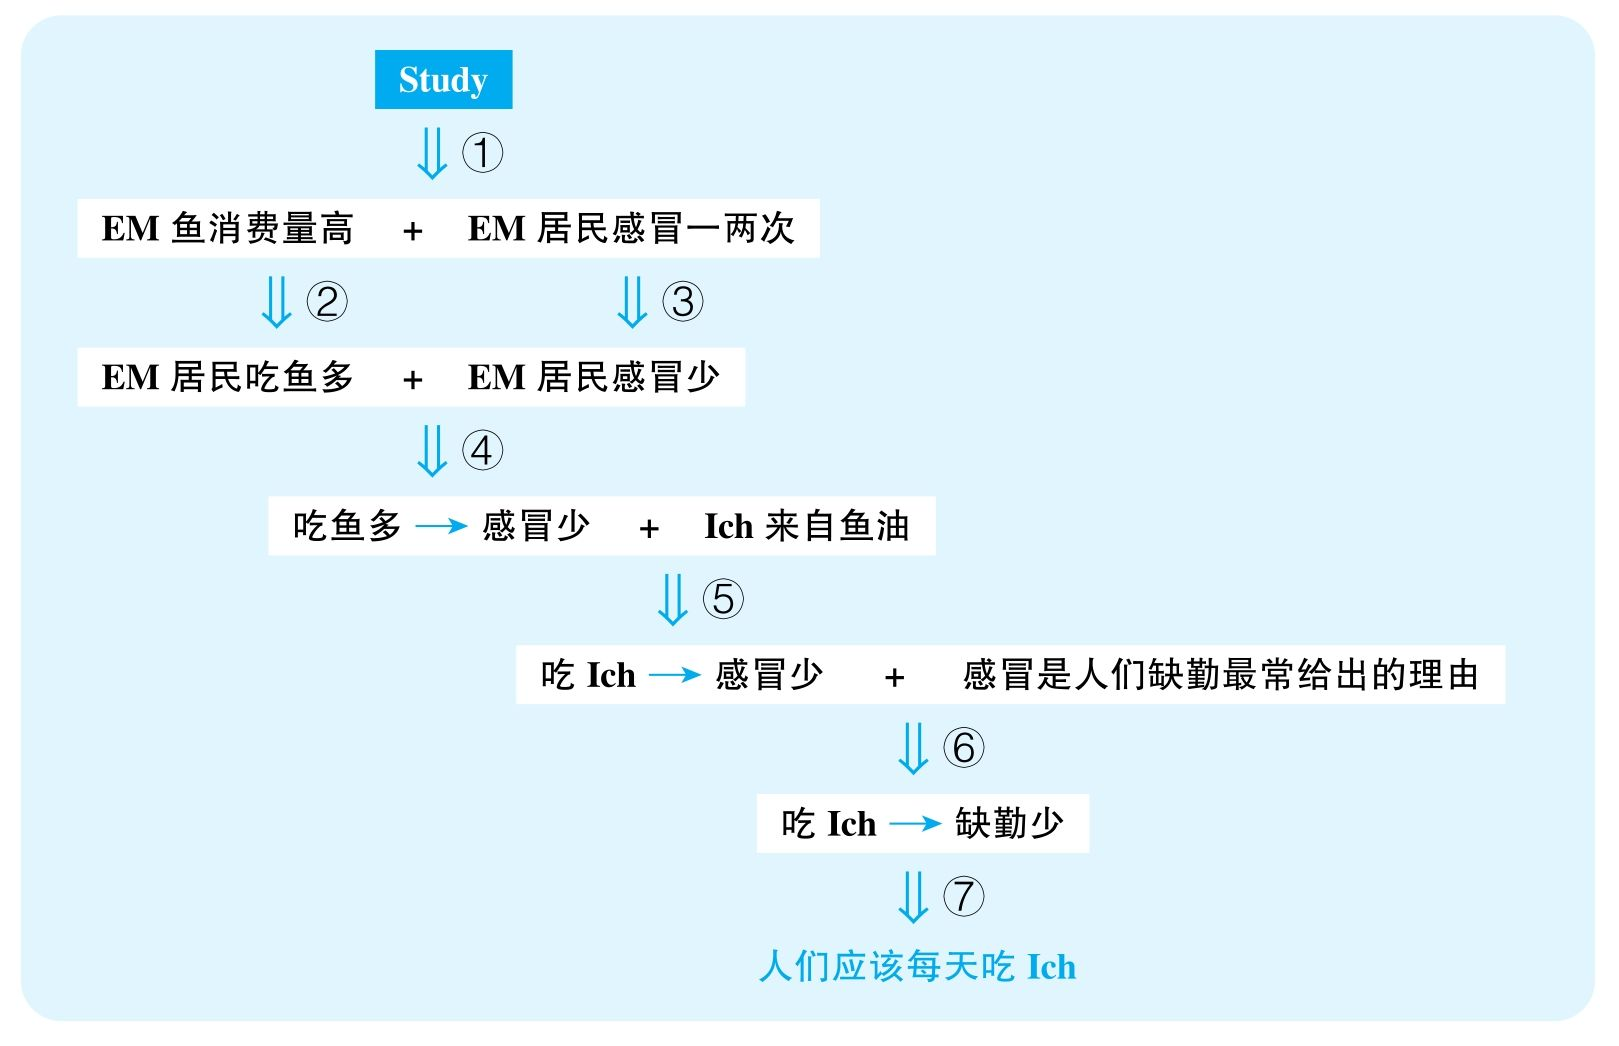 Study
①
EM 鱼消费量高 + EM 居民感冒一两次
② ③
EM 居民吃鱼多 + EM 居民感冒少
④
吃鱼多 → 感冒少 + Ich 来自鱼油
⑤
吃 Ich → 感冒少 + 感冒是人们缺勤最常给出的理由
⑥
吃 Ich → 缺勤少
⑦
人们应该每天吃 Ich